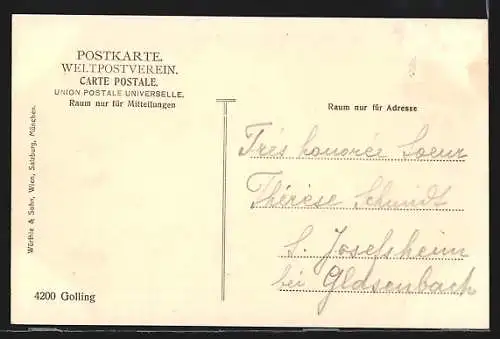 POSTKARTE.
WELTPOSTVEREIN.
CARTE POSTALE.
UNION POSTALE UNIVERSELLE.
Raum nur für Mitteilungen
Raum nur für Adresse
Très honorée Soeur
Thérèse Schmidt
S. Josefsheim
bei Glasenbach
Würthle & Sohn, Wien, Salzburg, München.
4200 Golling